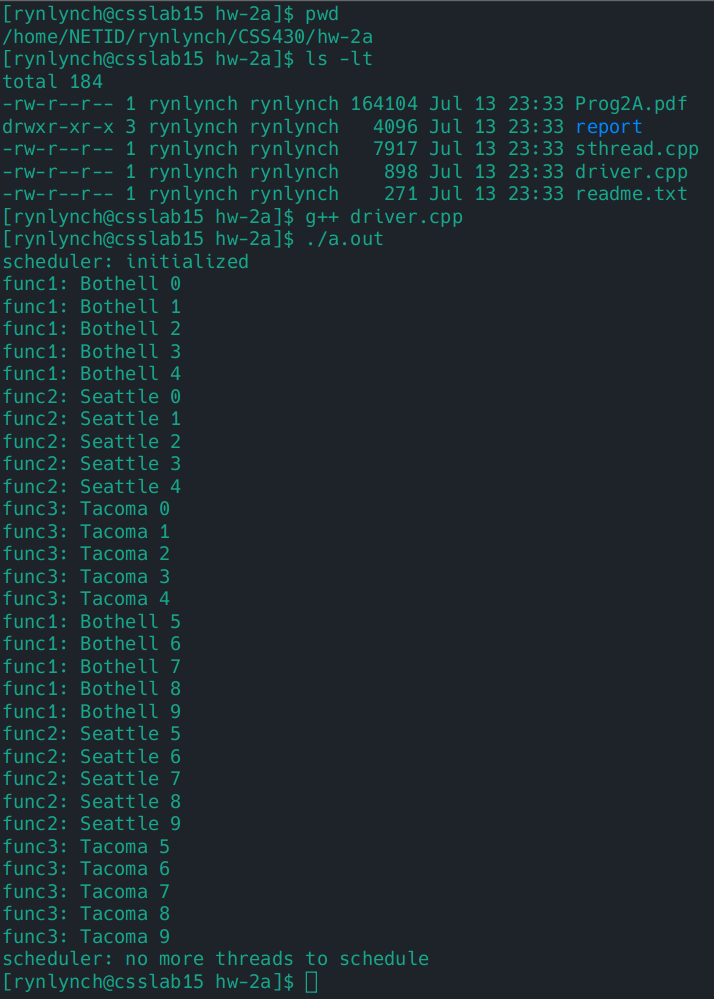 [rynlynch@csslab15 hw-2a]$ pwd
/home/NETID/rynlynch/CSS430/hw-2a
[rynlynch@csslab15 hw-2a]$ ls -lt
total 184
-rw-r--r-- 1 rynlynch rynlynch 164104 Jul 13 23:33 Prog2A.pdf
drwxr-xr-x 3 rynlynch rynlynch   4096 Jul 13 23:33 report
-rw-r--r-- 1 rynlynch rynlynch   7917 Jul 13 23:33 sthread.cpp
-rw-r--r-- 1 rynlynch rynlynch    898 Jul 13 23:33 driver.cpp
-rw-r--r-- 1 rynlynch rynlynch    271 Jul 13 23:33 readme.txt
[rynlynch@csslab15 hw-2a]$ g++ driver.cpp
[rynlynch@csslab15 hw-2a]$ ./a.out
scheduler: initialized
func1: Bothell 0
func1: Bothell 1
func1: Bothell 2
func1: Bothell 3
func1: Bothell 4
func2: Seattle 0
func2: Seattle 1
func2: Seattle 2
func2: Seattle 3
func2: Seattle 4
func3: Tacoma 0
func3: Tacoma 1
func3: Tacoma 2
func3: Tacoma 3
func3: Tacoma 4
func1: Bothell 5
func1: Bothell 6
func1: Bothell 7
func1: Bothell 8
func1: Bothell 9
func2: Seattle 5
func2: Seattle 6
func2: Seattle 7
func2: Seattle 8
func2: Seattle 9
func3: Tacoma 5
func3: Tacoma 6
func3: Tacoma 7
func3: Tacoma 8
func3: Tacoma 9
scheduler: no more threads to schedule
[rynlynch@csslab15 hw-2a]$